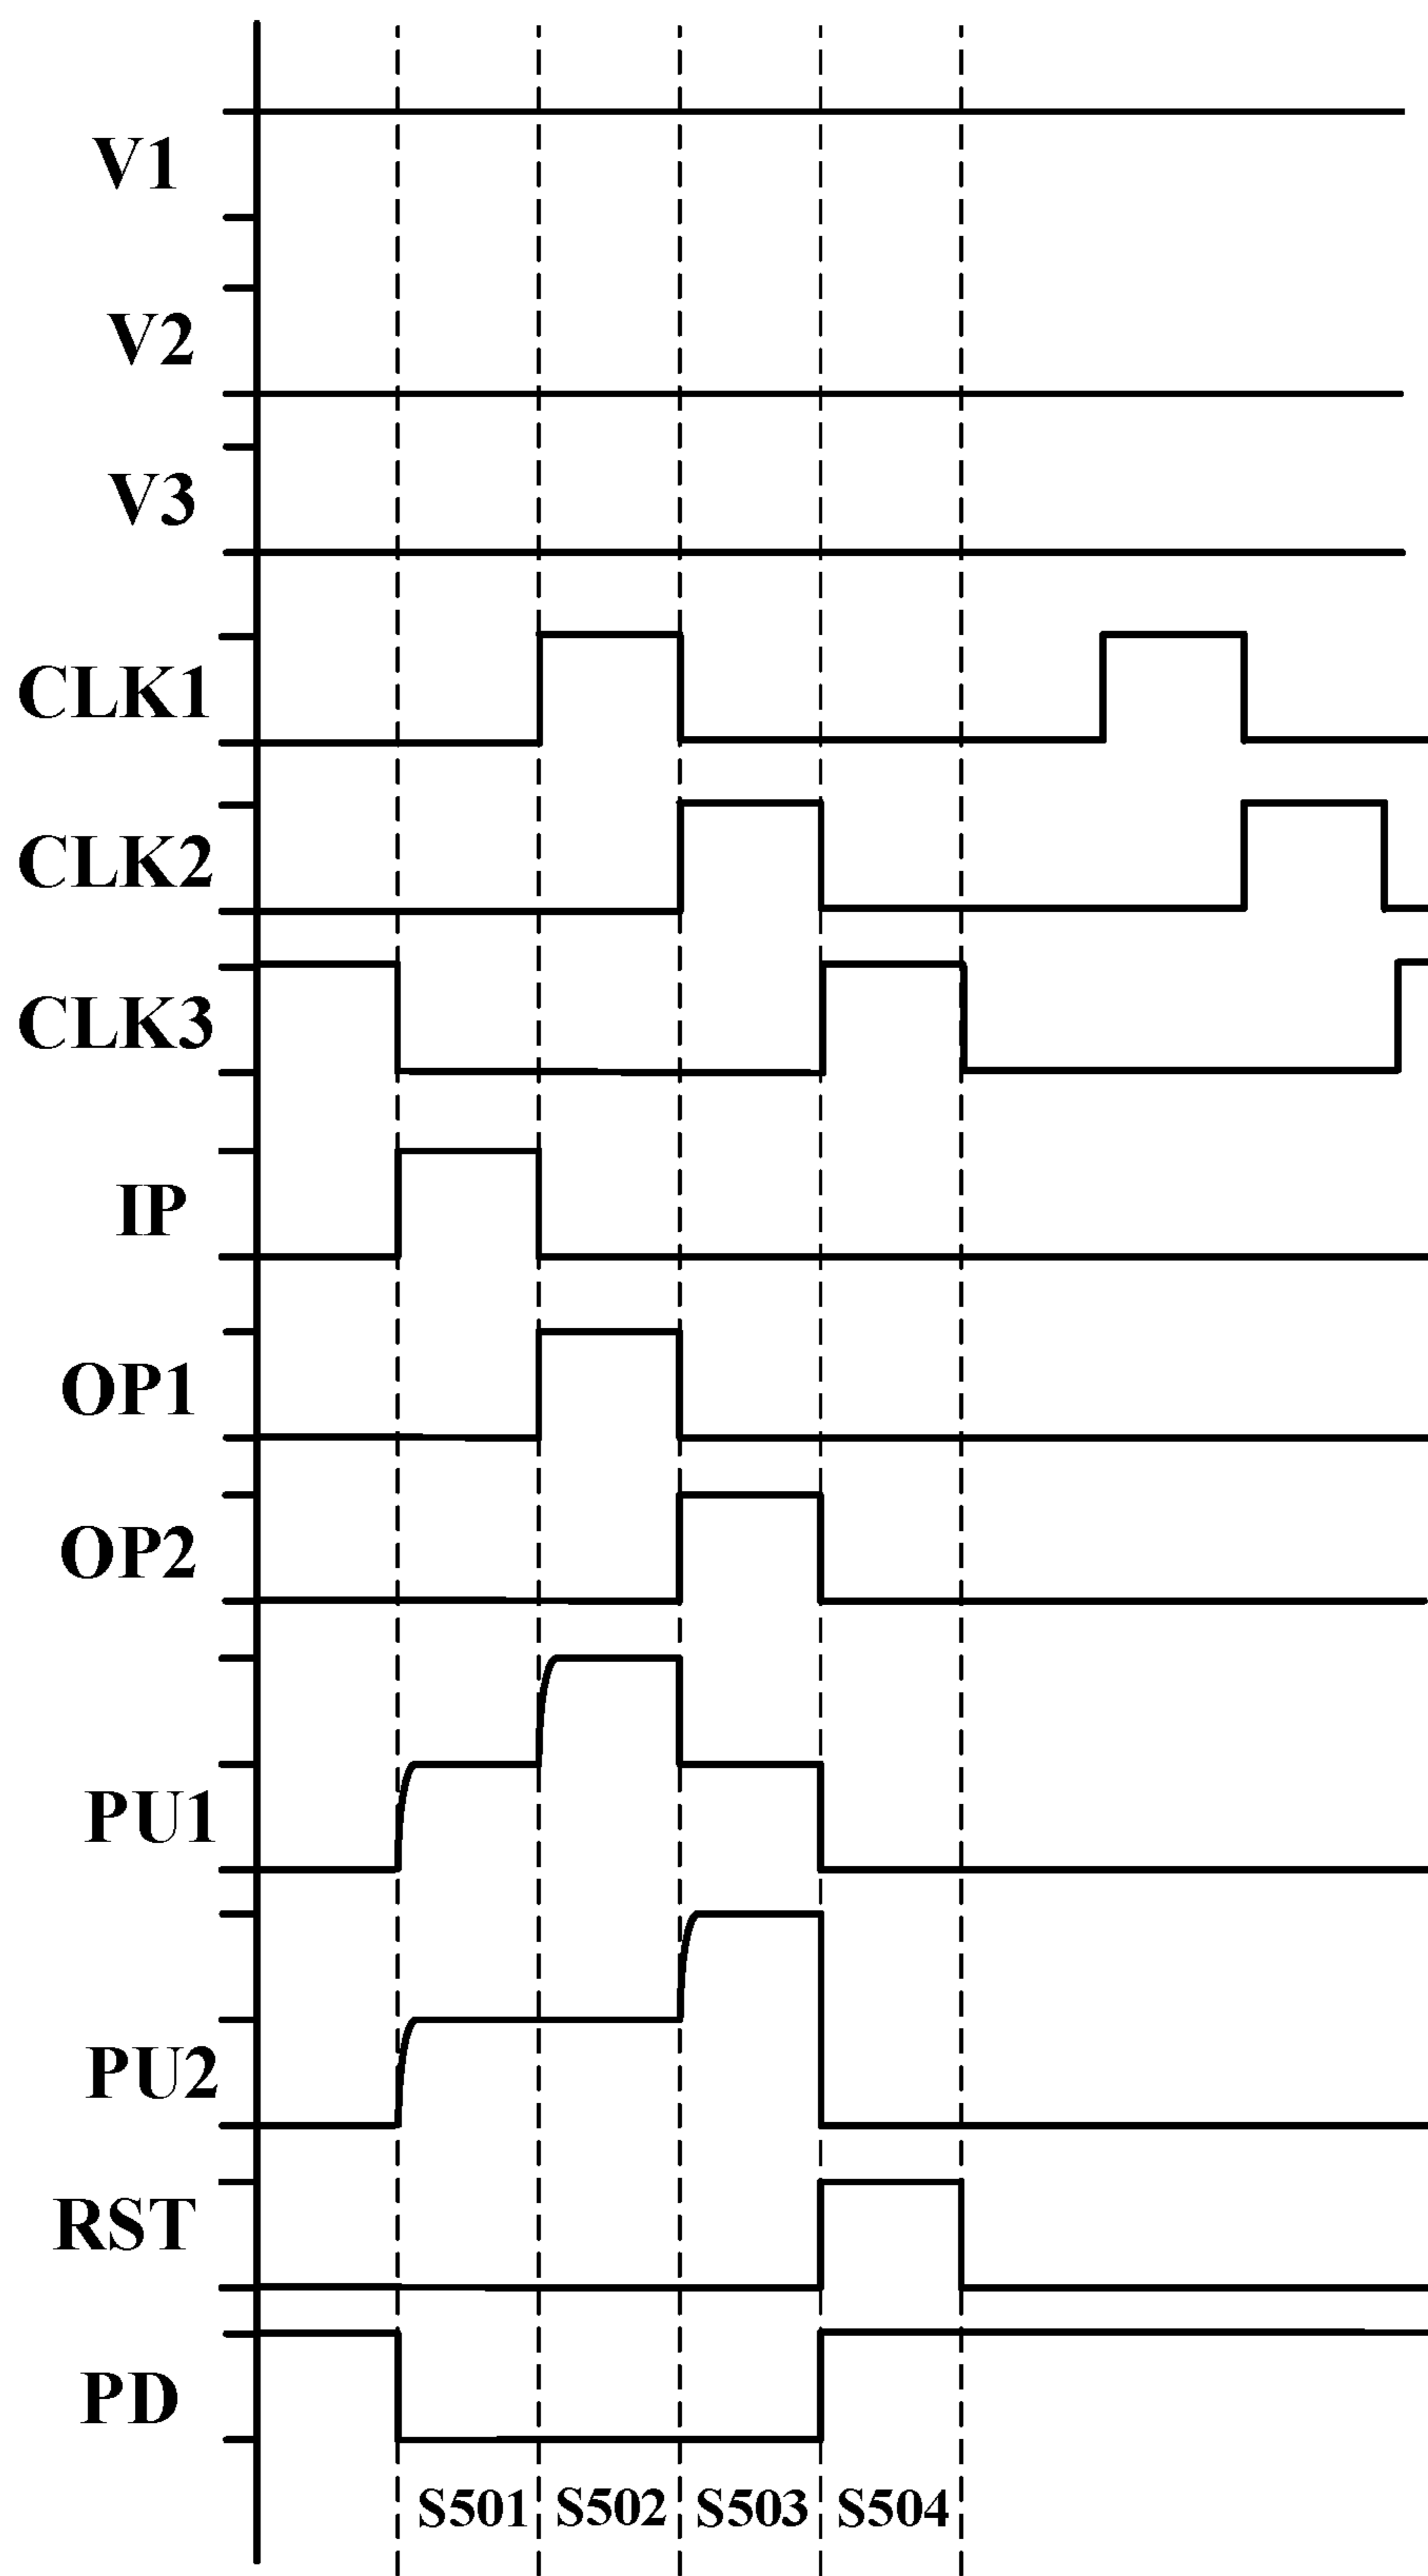 V1
V2
V3
CLK1
CLK2
CLK3
IP
OP1
OP2
PU1
PU2
RST
PD
S501 S502 S503 S504